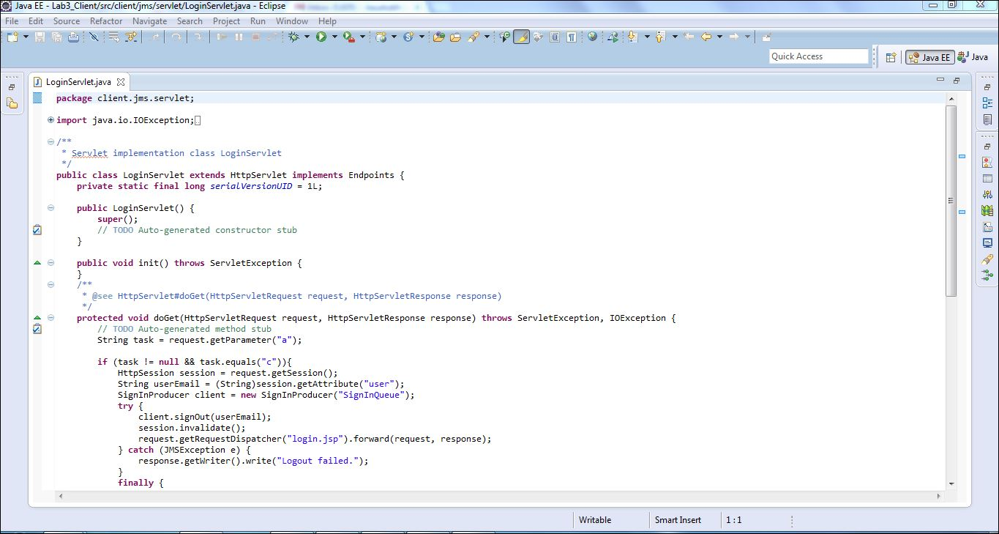 Java EE - Lab3_Client/src/client/jms/servlet/LoginServlet.java - Eclipse
File Edit Source Refactor Navigate Search Project Run Window Help
Quick Access
Java EE
Java
LoginServlet.java
package client.jms.servlet;
import java.io.IOException;
/**
 * Servlet implementation class LoginServlet
 */
public class LoginServlet extends HttpServlet implements Endpoints {
    private static final long serialVersionUID = 1L;
    public LoginServlet() {
        super();
        // TODO Auto-generated constructor stub
    }
    public void init() throws ServletException {
    }
    /**
     * @see HttpServlet#doGet(HttpServletRequest request, HttpServletResponse response)
     */
    protected void doGet(HttpServletRequest request, HttpServletResponse response) throws ServletException, IOException {
        // TODO Auto-generated method stub
        String task = request.getParameter("a");
        if (task != null && task.equals("c")){
            HttpSession session = request.getSession();
            String userEmail = (String)session.getAttribute("user");
            SignInProducer client = new SignInProducer("SignInQueue");
            try {
                client.signOut(userEmail);
                session.invalidate();
                request.getRequestDispatcher("login.jsp").forward(request, response);
            } catch (JMSException e) {
                response.getWriter().write("Logout failed.");
            }
            finally {
Writable
Smart Insert
1 : 1